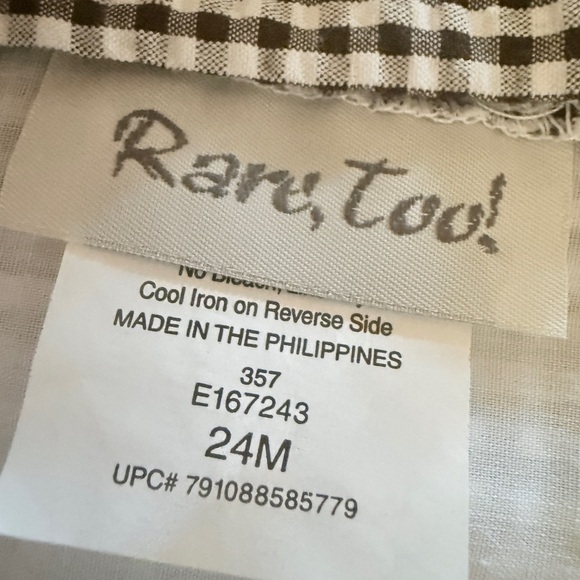 Rare, Too!
No Bleach,
Cool Iron on Reverse Side
MADE IN THE PHILIPPINES
357
E167243
24M
UPC# 791088585779